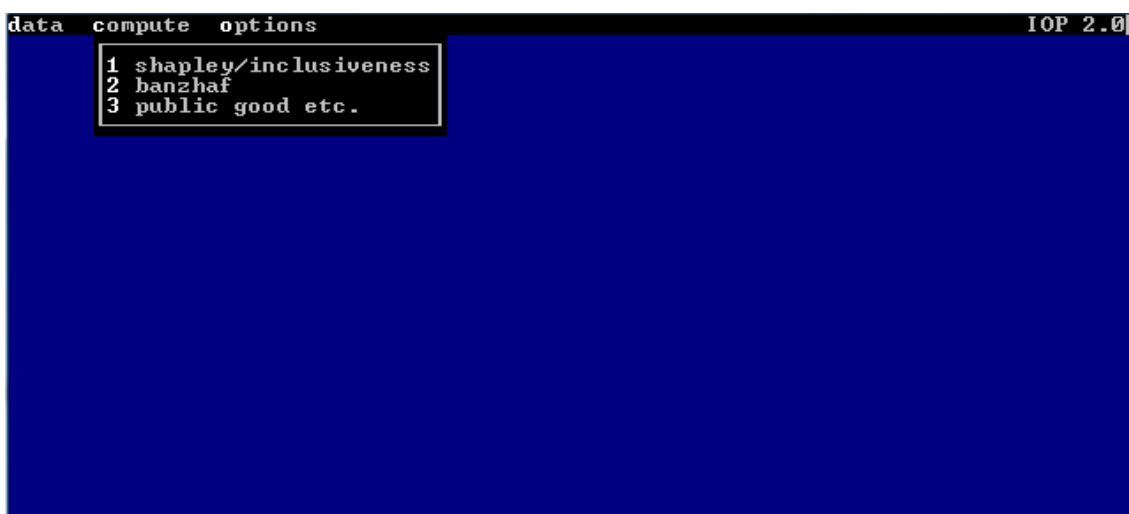 data compute options IOP 2.0
1 shapley/inclusiveness
2 banzhaf
3 public good etc.